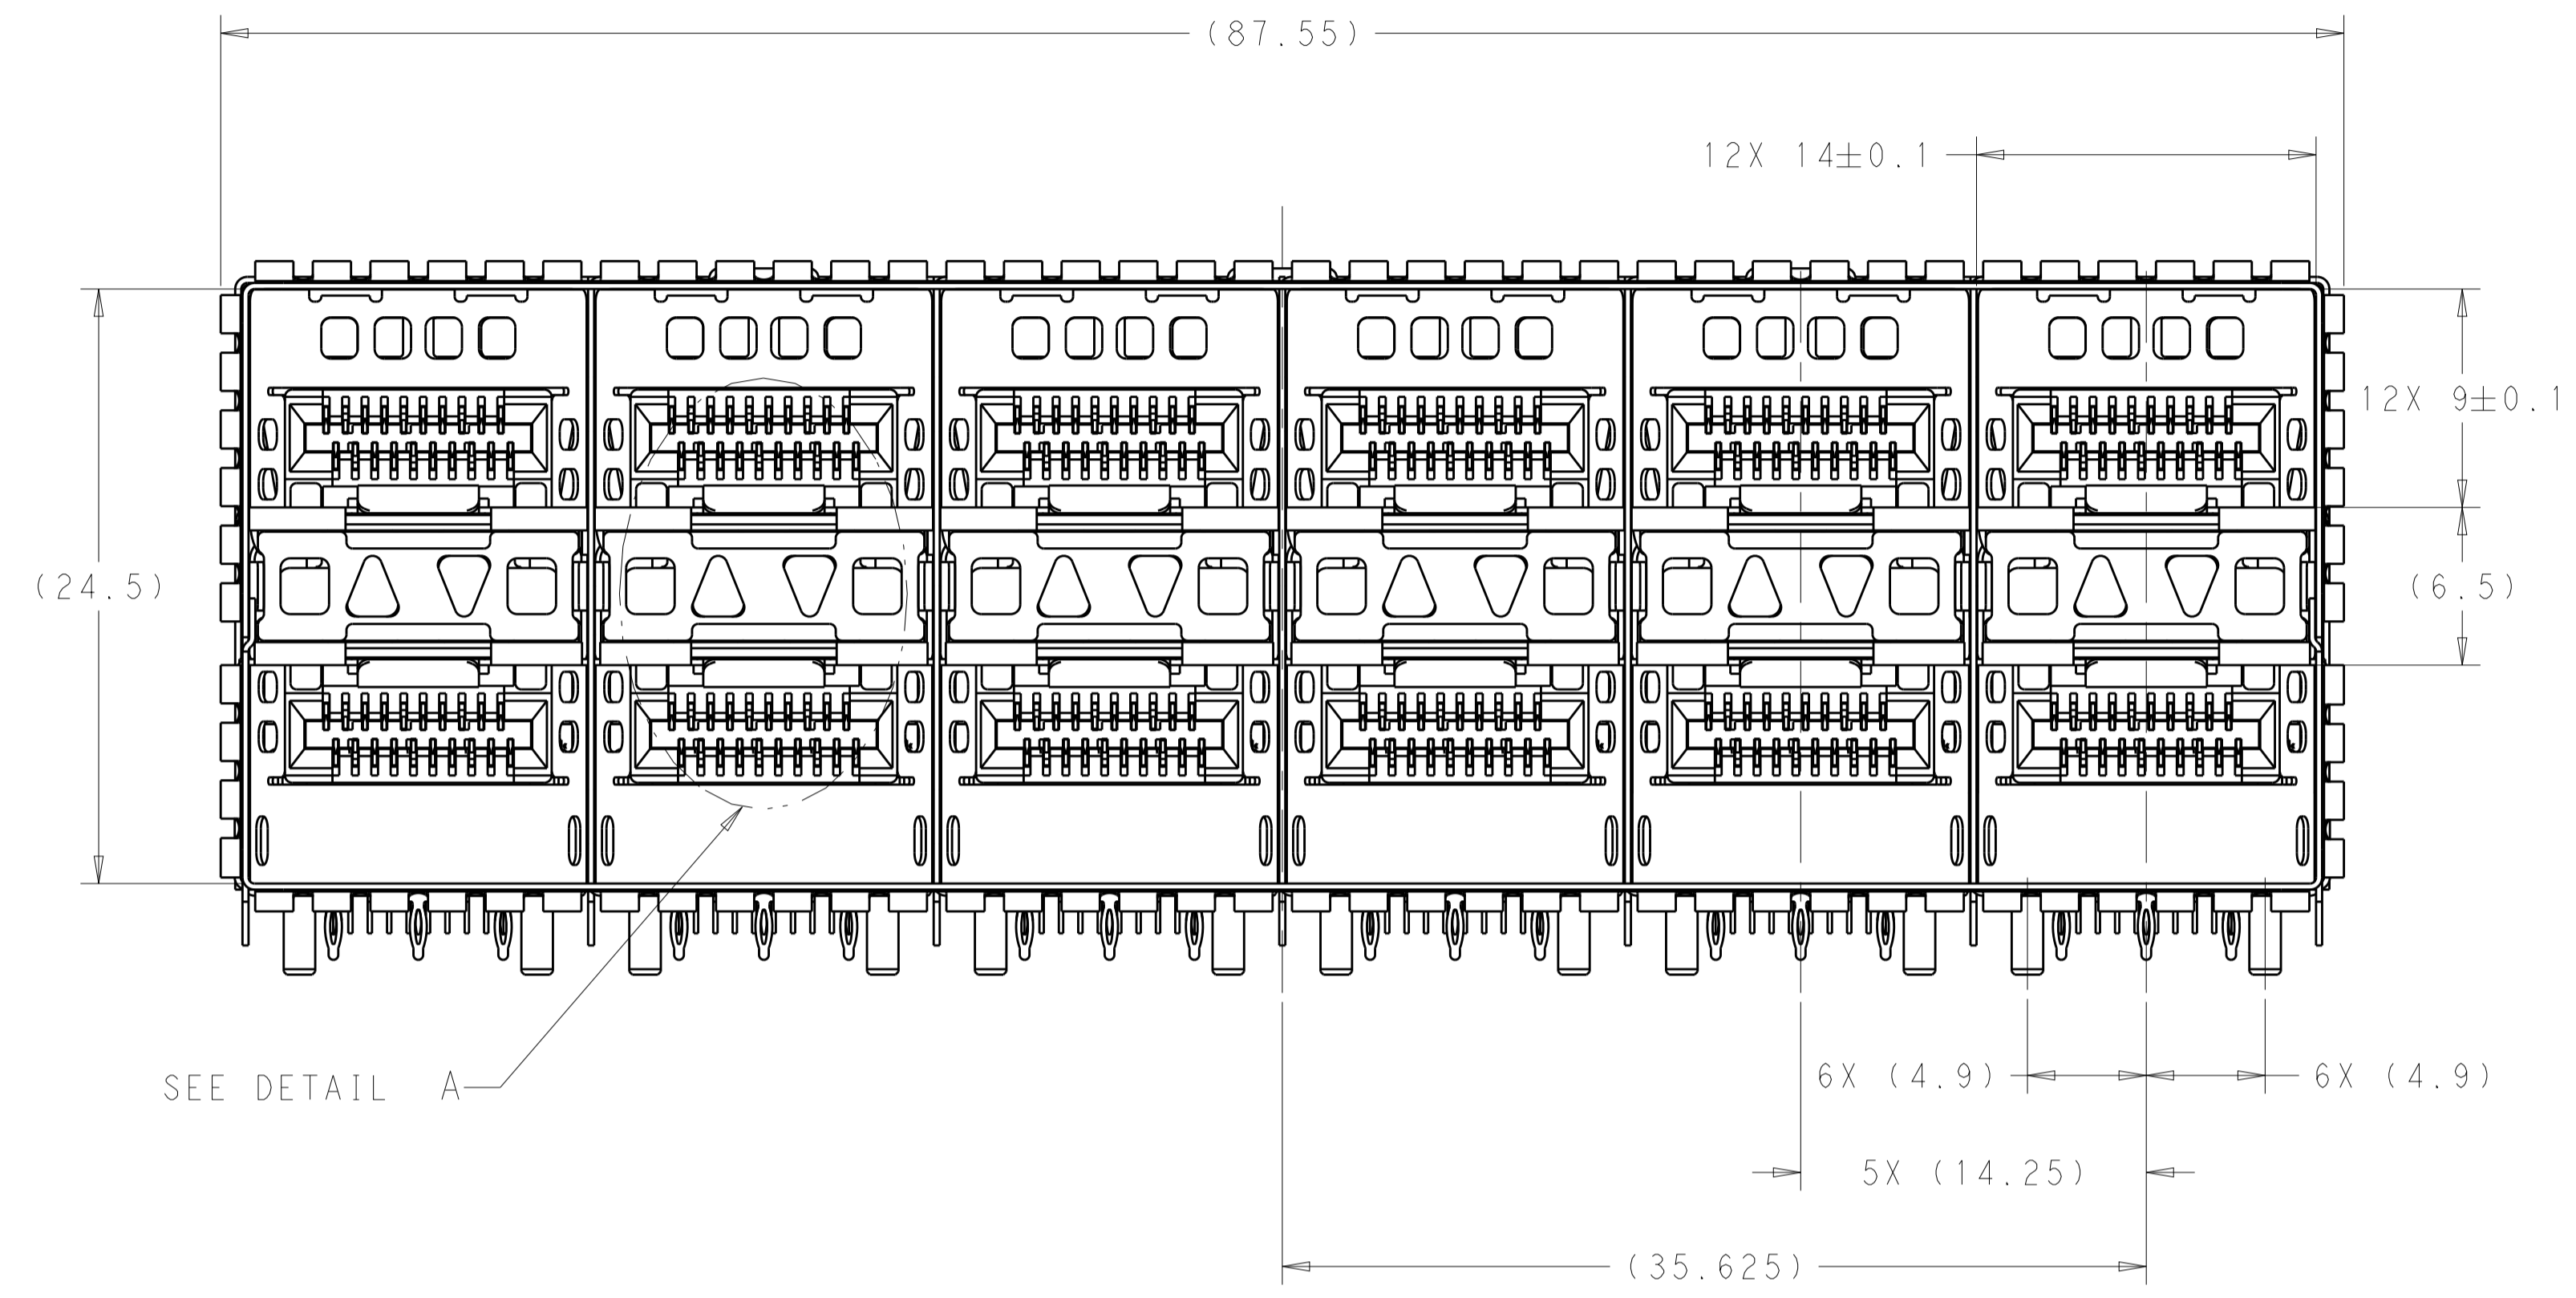 (87.55)
12X 14±0.1
12X 9±0.1
(24.5)
(6.5)
SEE DETAIL A
6X (4.9)
6X (4.9)
5X (14.25)
(35.625)